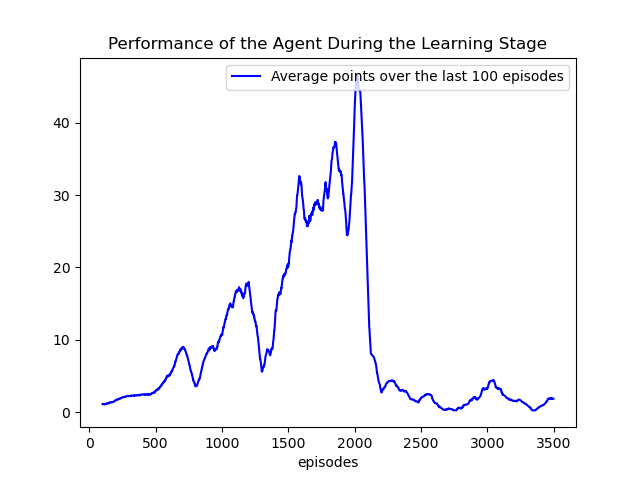 Performance of the Agent During the Learning Stage
Average points over the last 100 episodes
40
30
20
10
0
0 500 1000 1500 2000 2500 3000 3500
episodes